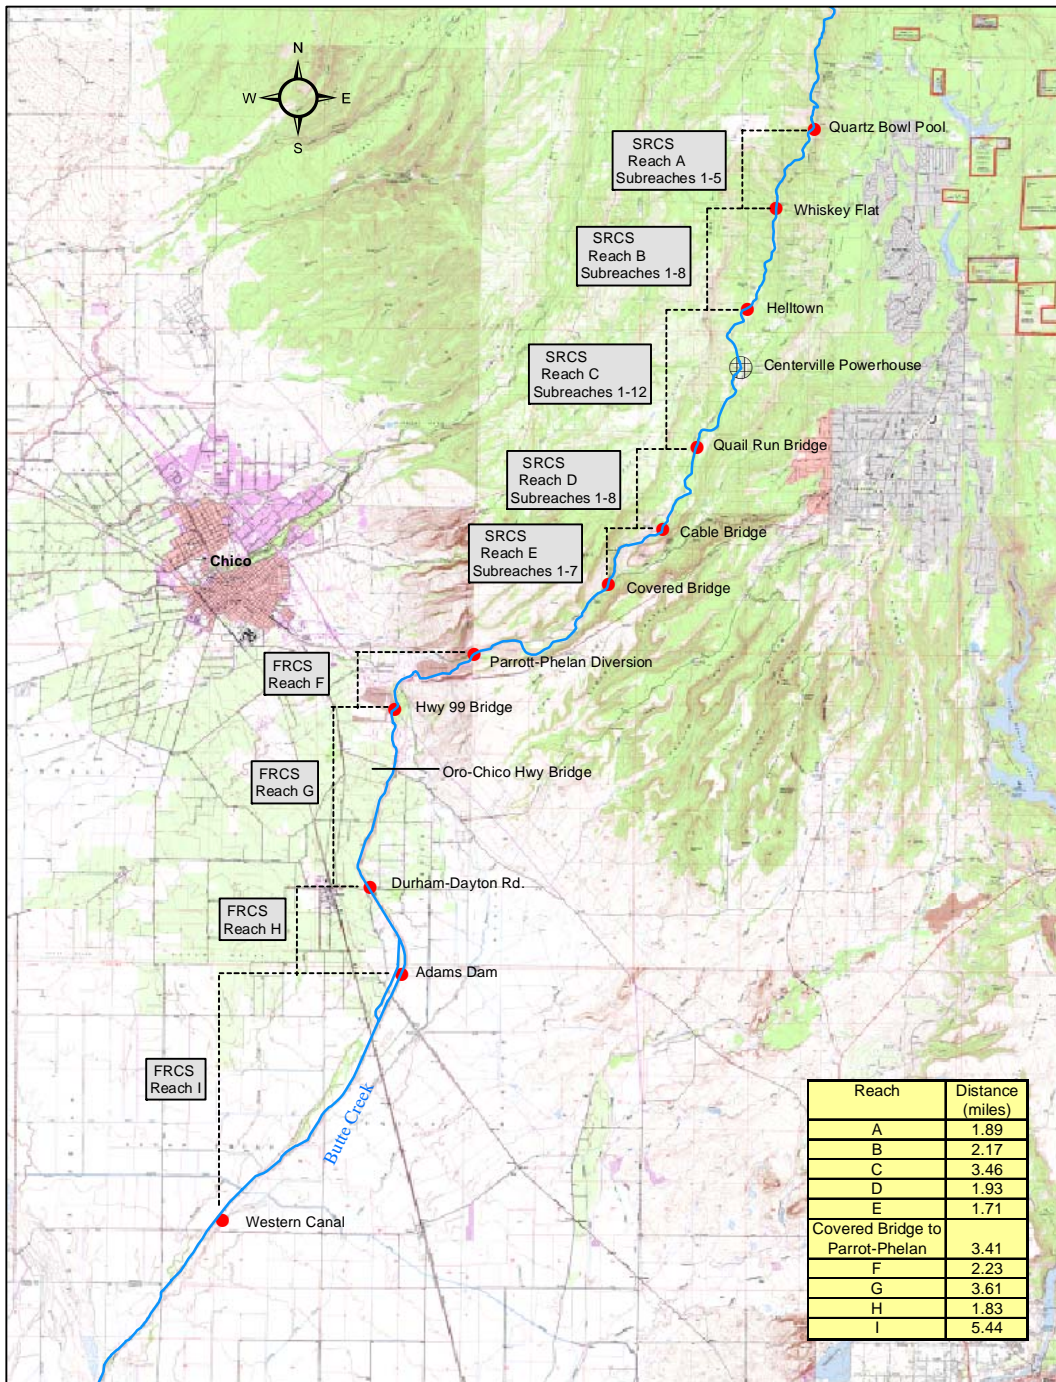 N
W
E
S
Quartz Bowl Pool
SRCS
Reach A
Subreaches 1-5
Whiskey Flat
SRCS
Reach B
Subreaches 1-8
Helltown
SRCS
Reach C
Subreaches 1-12
Centerville Powerhouse
Quail Run Bridge
SRCS
Reach D
Subreaches 1-8
Cable Bridge
SRCS
Reach E
Subreaches 1-7
Chico
Covered Bridge
FRCS
Reach F
Parrott-Phelan Diversion
Hwy 99 Bridge
FRCS
Reach G
Oro-Chico Hwy Bridge
Durham-Dayton Rd.
FRCS
Reach H
Adams Dam
FRCS
Reach I
Butte Creek
Western Canal
Reach Distance
(miles)
A 1.89
B 2.17
C 3.46
D 1.93
E 1.71
Covered Bridge to
Parrot-Phelan 3.41
F 2.23
G 3.61
H 1.83
I 5.44